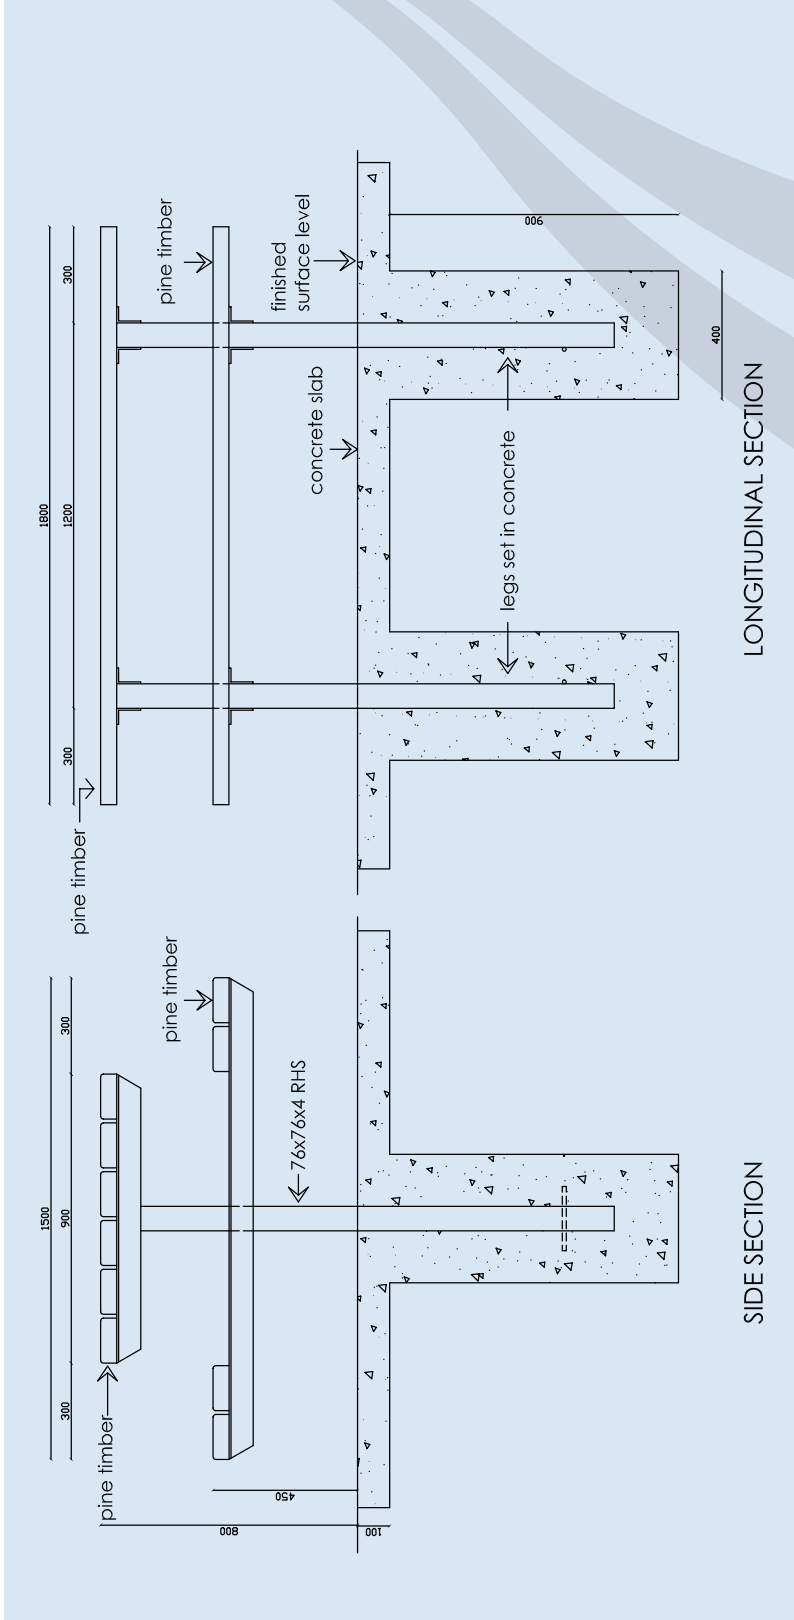 1500
300
900
300
pine timber
pine timber
800
450
100
76x76x4 RHS
SIDE SECTION
1800
300
1200
300
pine timber
pine timber
finished
surface level
concrete slab
legs set in concrete
900
400
LONGITUDINAL SECTION